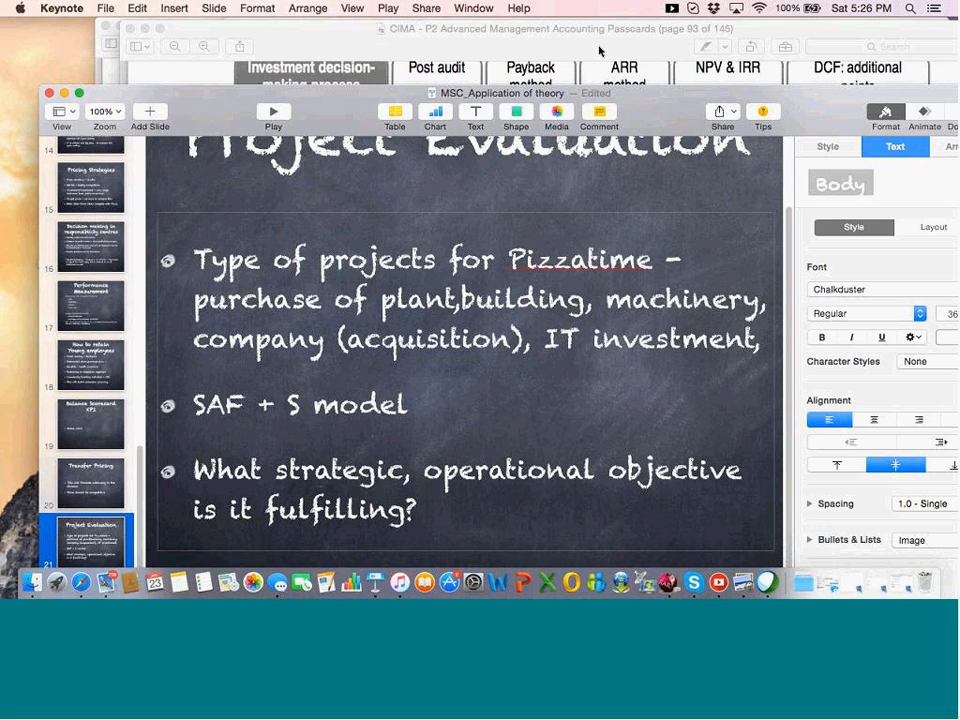 Keynote File Edit Insert Slide Format Arrange View Play Share Window Help 100% Sat 5:26 PM
CIMA - P2 Advanced Management Accounting Passcards (page 93 of 145)
Search
Investment decision- Post audit Payback ARR NPV & IRR DCF: additional
making process method method points
MSC_Application of theory — Edited
100%
View Zoom Add Slide Play Table Chart Text Shape Media Comment Share Tips Format Animate Do
Project Evaluation
Type of projects for Pizzatime -
purchase of plant,building, machinery,
company (acquisition), IT investment,
SAF + S model
What strategic, operational objective
is it fulfilling?
14
Pricing Strategies
15
Decision making in
responsibility centres
16
Performance
Measurement
17
How to retain
Young employees
18
Balance Scorecard
KPI
19
Transfer Pricing
20
Project Evaluation
21
Style Text Arr
Body
Style Layout
Font
Chalkduster
Regular 36
B I U
Character Styles None
Alignment
Spacing 1.0 - Single
Bullets & Lists Image
23